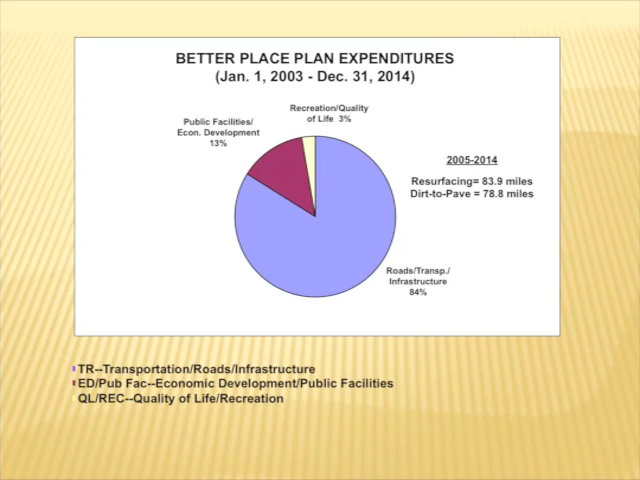 BETTER PLACE PLAN EXPENDITURES
(Jan. 1, 2003 - Dec. 31, 2014)
Recreation/Quality
of Life 3%
Public Facilities/
Econ. Development
13%
2005-2014
Resurfacing= 83.9 miles
Dirt-to-Pave = 78.8 miles
Roads/Transp./
Infrastructure
84%
TR--Transportation/Roads/Infrastructure
ED/Pub Fac--Economic Development/Public Facilities
QL/REC--Quality of Life/Recreation